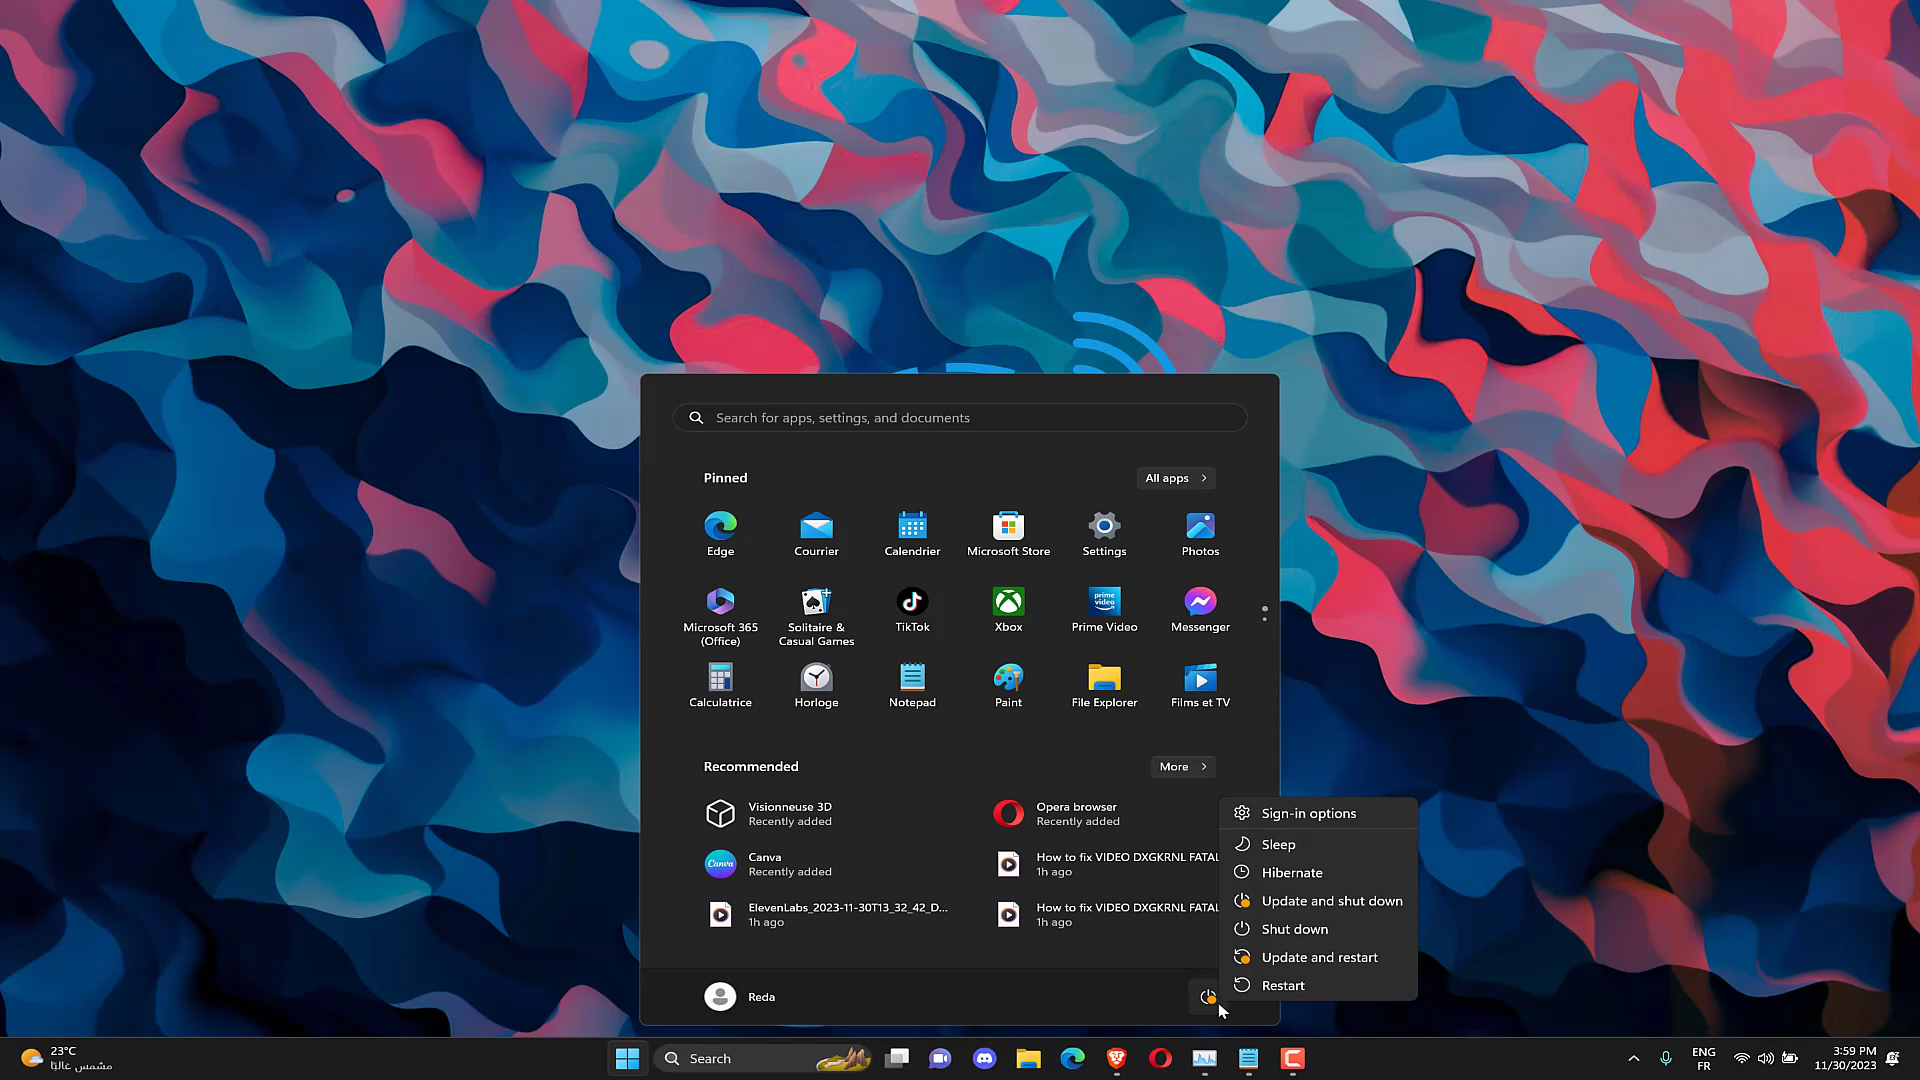 Search for apps, settings, and documents
Pinned
All apps
Edge
Courrier
Calendrier
Microsoft Store
Settings
Photos
Microsoft 365
(Office)
Solitaire &
Casual Games
TikTok
Xbox
prime
video
Prime Video
Messenger
Calculatrice
Horloge
Notepad
Paint
File Explorer
Films et TV
Recommended
More
Visionneuse 3D
Recently added
Opera browser
Recently added
Canva
Canva
Recently added
How to fix VIDEO DXGKRNL FATAL
1h ago
ElevenLabs_2023-11-30T13_32_42_D...
1h ago
How to fix VIDEO DXGKRNL FATAL
1h ago
Sign-in options
Sleep
Hibernate
Update and shut down
Shut down
Update and restart
Restart
Reda
23°C
مشمس غالبًا
Search
ENG
FR
3:59 PM
11/30/2023